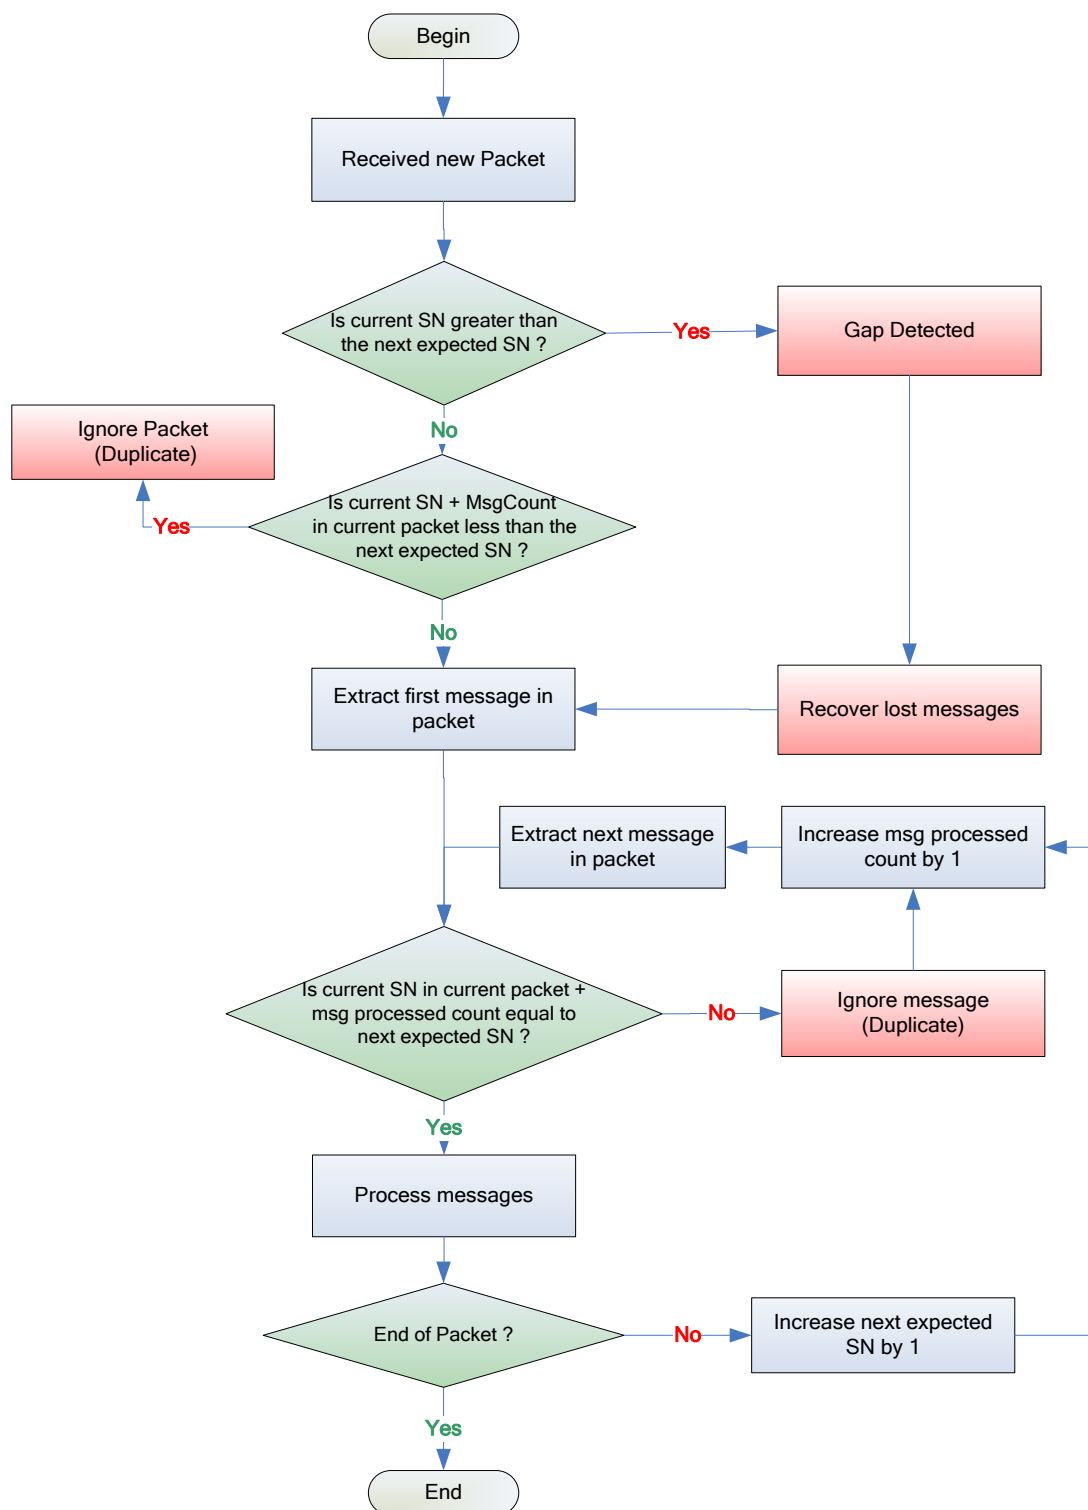 Begin
Received new Packet
Is current SN greater than
the next expected SN ?
Yes
Gap Detected
No
Ignore Packet
(Duplicate)
Is current SN + MsgCount
in current packet less than the
next expected SN ?
Yes
No
Extract first message in
packet
Recover lost messages
Extract next message
in packet
Increase msg processed
count by 1
Is current SN in current packet +
msg processed count equal to
next expected SN ?
No
Ignore message
(Duplicate)
Yes
Process messages
End of Packet ?
No
Increase next expected
SN by 1
Yes
End